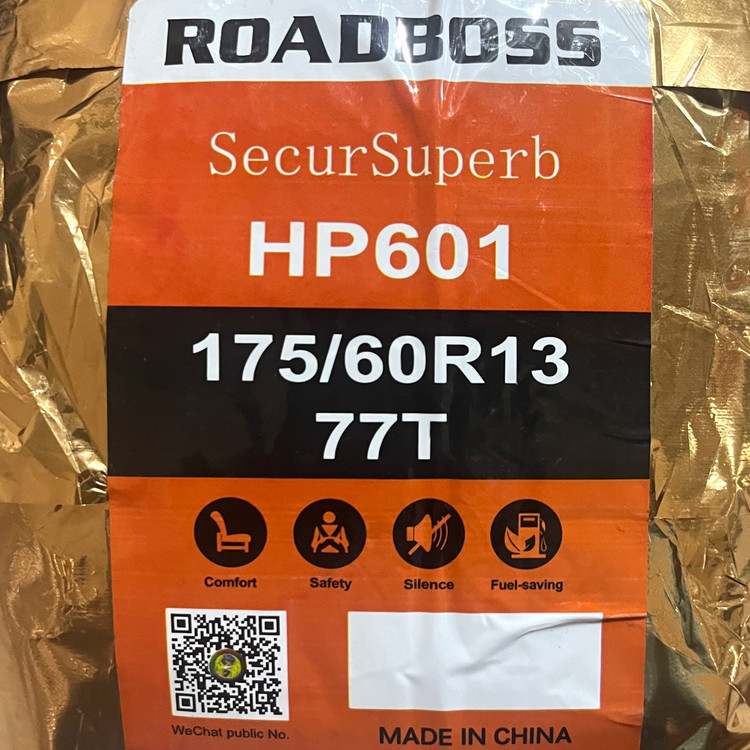 ROADBOSS
SecurSuperb
HP601
175/60R13
77T
Comfort Safety Silence Fuel-saving
WeChat public No.
MADE IN CHINA